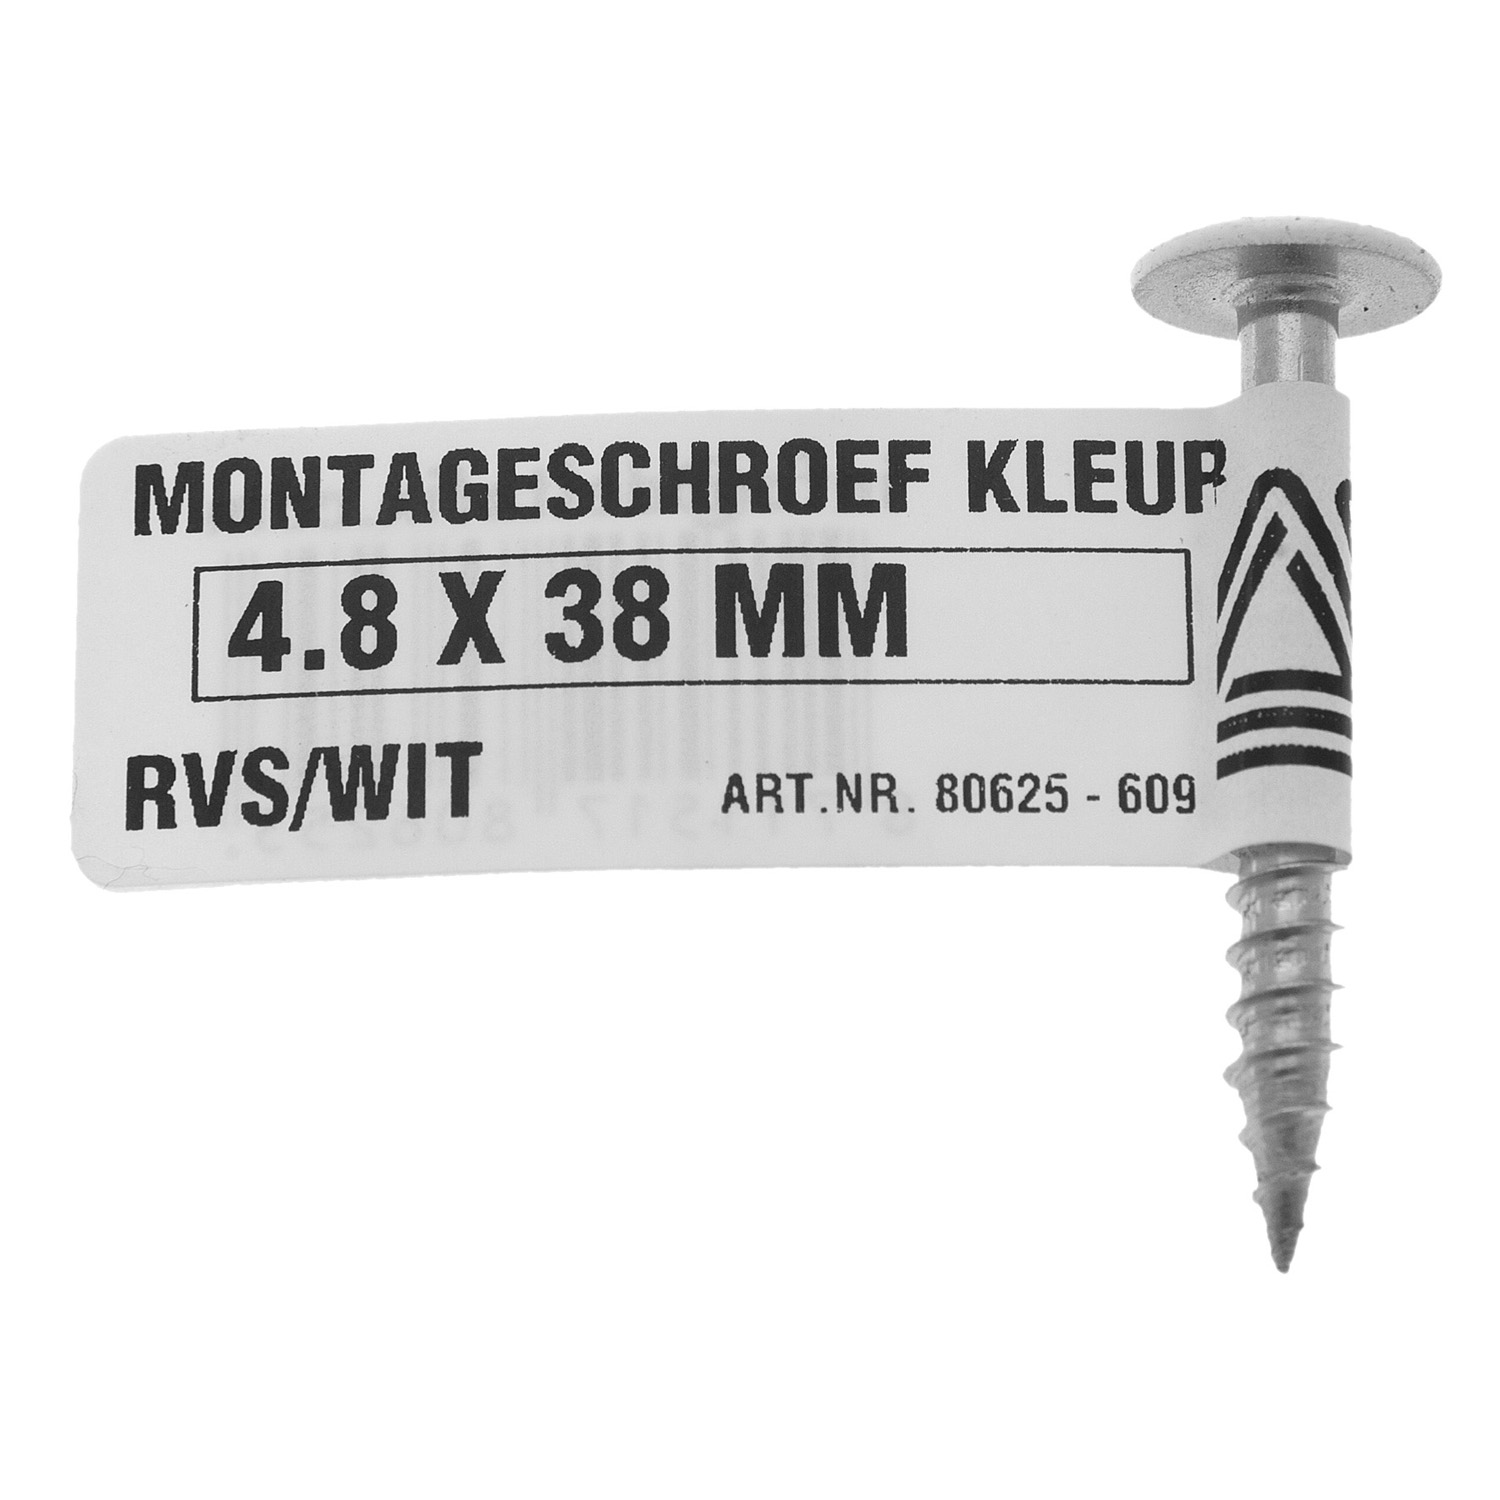 MONTAGESCHROEF KLEUR
4.8 X 38 MM
RVS/WIT
ART.NR. 80625 - 609